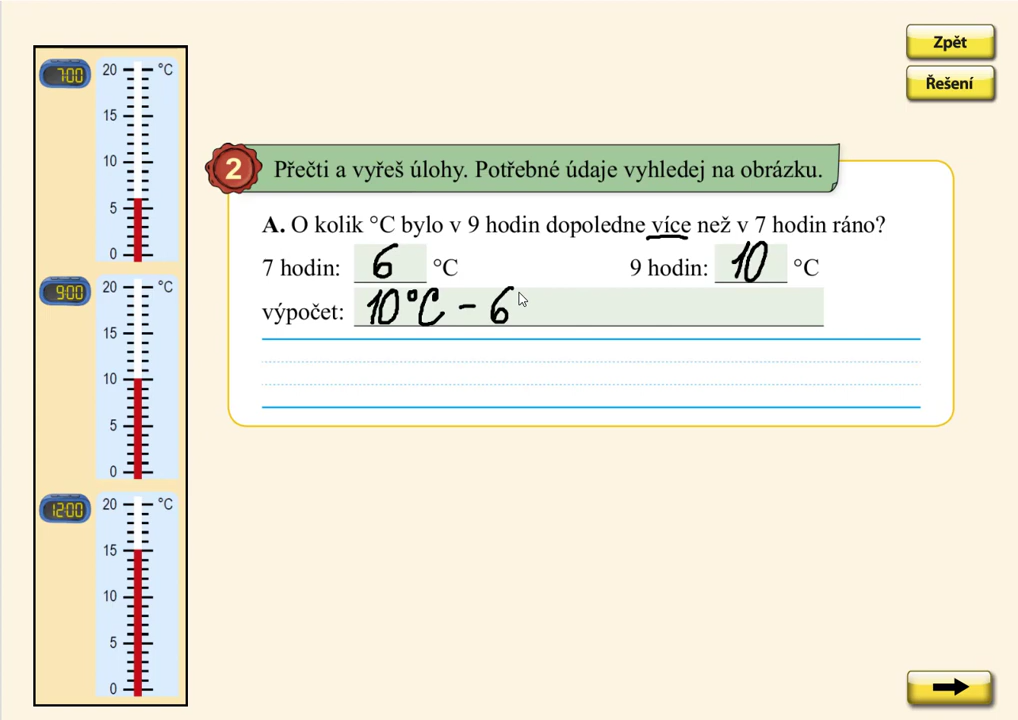 Zpět
Řešení
7:00
20 °C
15
10
5
0
9:00
20 °C
15
10
5
0
12:00
20 °C
15
10
5
0
2 Přečti a vyřeš úlohy. Potřebné údaje vyhledej na obrázku.
A. O kolik °C bylo v 9 hodin dopoledne více než v 7 hodin ráno?
7 hodin: 6 °C 9 hodin: 10 °C
výpočet: 10°C - 6